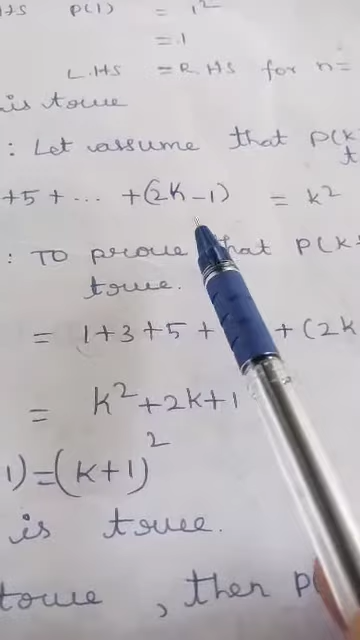 P(1) = 1²
= 1
L.HS = R.HS for n=
is true
: Let assume that P(k
+5 + ... +(2k-1) = k²
: To prove that P(k
true.
= 1+3+5+ +(2k
= k²+2k+1
1)=(k+1)²
is true.
true , then P(